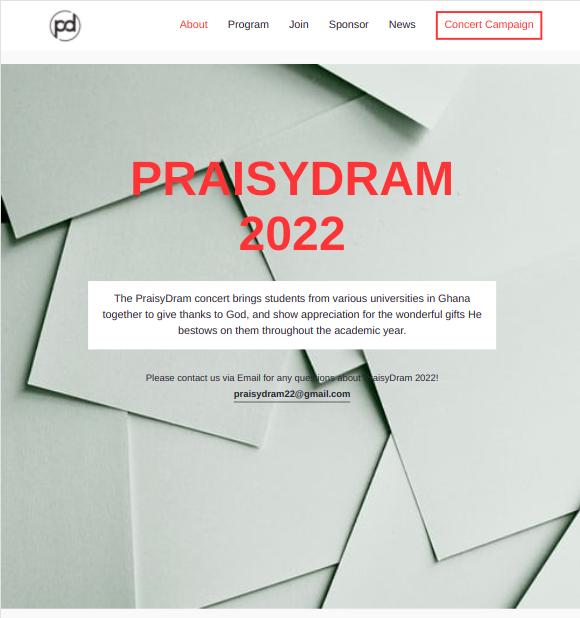 pd
About Program Join Sponsor News Concert Campaign
PRAISYDRAM
2022
The PraisyDram concert brings students from various universities in Ghana
together to give thanks to God, and show appreciation for the wonderful gifts He
bestows on them throughout the academic year.
Please contact us via Email for any questions about PraisyDram 2022!
praisydram22@gmail.com